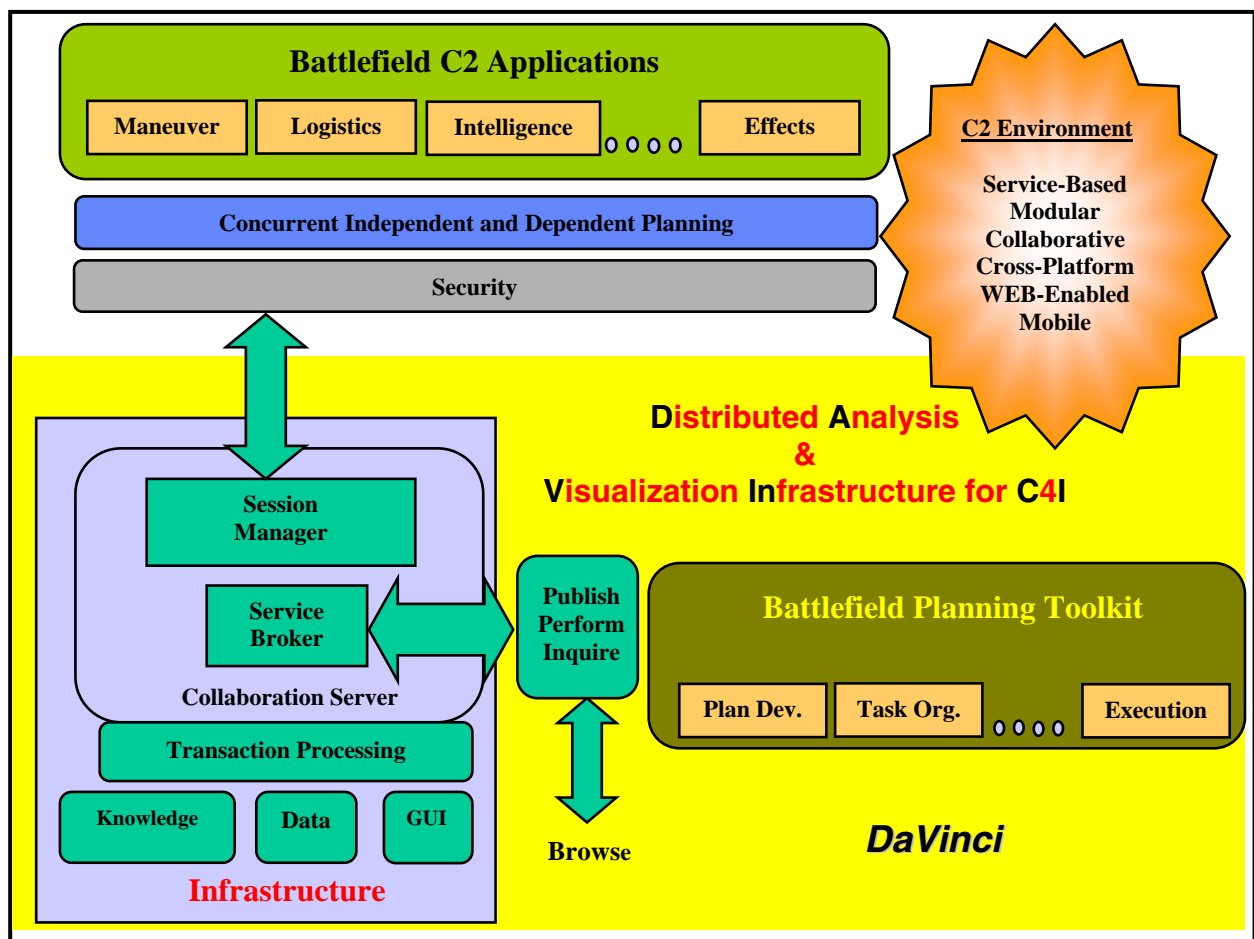 Battlefield C2 Applications
Maneuver
Logistics
Intelligence
Effects
C2 Environment
Service-Based
Modular
Collaborative
Cross-Platform
WEB-Enabled
Mobile
Concurrent Independent and Dependent Planning
Security
Distributed Analysis
&
Visualization Infrastructure for C4I
Session
Manager
Service
Broker
Collaboration Server
Publish
Perform
Inquire
Battlefield Planning Toolkit
Plan Dev.
Task Org.
Execution
Transaction Processing
Knowledge
Data
GUI
Browse
DaVinci
Infrastructure